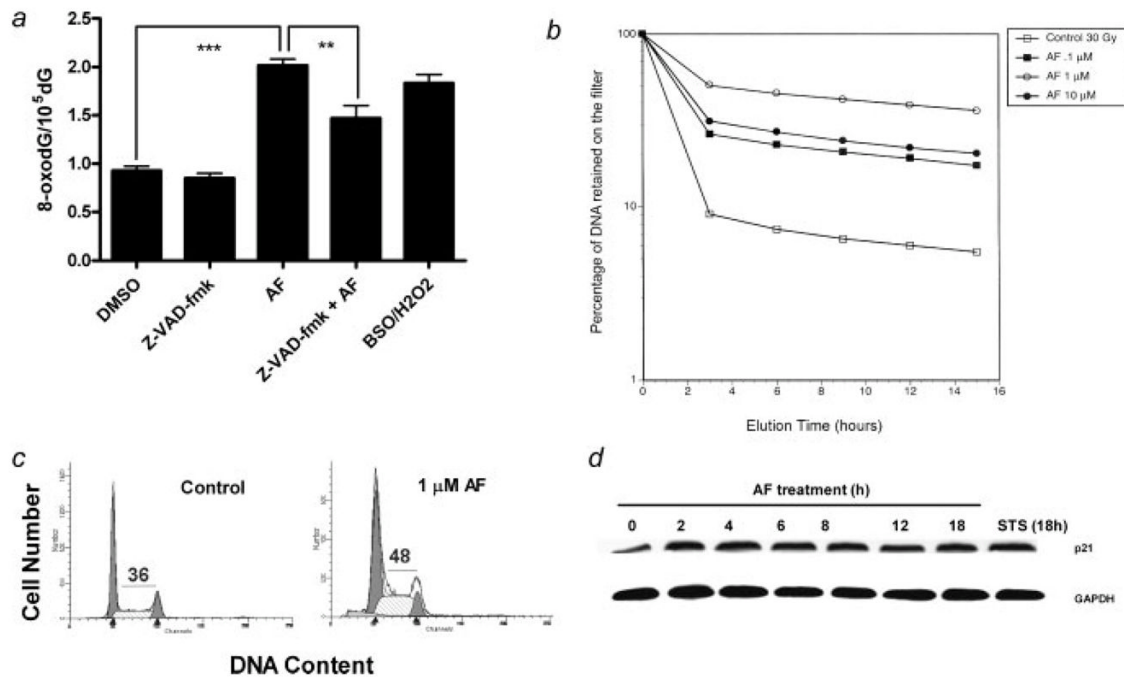 a
8-oxodG/10⁵dG
2.5
2.0
1.5
1.0
0.5
0.0
***
**
DMSO
Z-VAD-fmk
AF
Z-VAD-fmk + AF
BSO/H2O2
b
Percentage of DNA retained on the filter
100
10
1
0 2 4 6 8 10 12 14 16
Elution Time (hours)
Control 30 Gy
AF .1 µM
AF 1 µM
AF 10 µM
c
Cell Number
Control
36
Number
Channels
1 µM AF
48
Number
Channels
DNA Content
d
AF treatment (h)
0 2 4 6 8 12 18 STS (18h)
p21
GAPDH